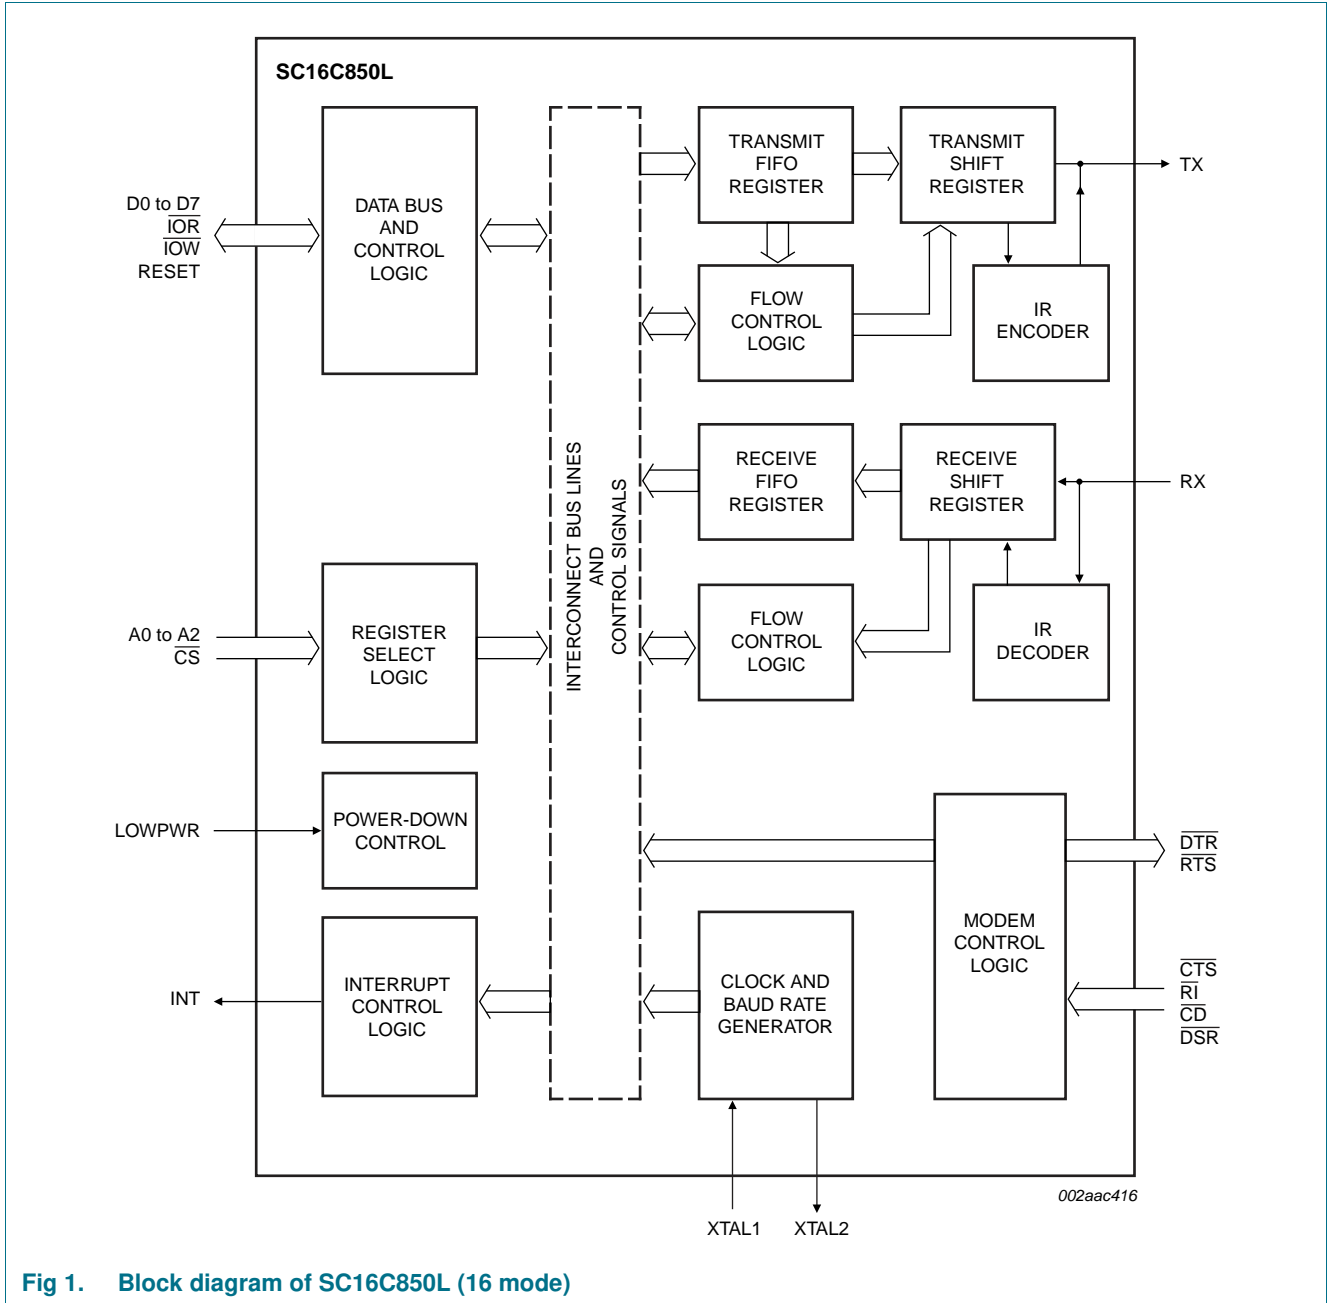 SC16C850L
D0 to D7
IOR
IOW
RESET
DATA BUS
AND
CONTROL
LOGIC
A0 to A2
CS
REGISTER
SELECT
LOGIC
LOWPWR
POWER-DOWN
CONTROL
INT
INTERRUPT
CONTROL
LOGIC
INTERCONNECT BUS LINES
AND
CONTROL SIGNALS
TRANSMIT
FIFO
REGISTER
TRANSMIT
SHIFT
REGISTER
TX
FLOW
CONTROL
LOGIC
IR
ENCODER
RECEIVE
FIFO
REGISTER
RECEIVE
SHIFT
REGISTER
RX
FLOW
CONTROL
LOGIC
IR
DECODER
DTR
RTS
MODEM
CONTROL
LOGIC
CTS
RI
CD
DSR
CLOCK AND
BAUD RATE
GENERATOR
XTAL1
XTAL2
002aac416
Fig 1. Block diagram of SC16C850L (16 mode)